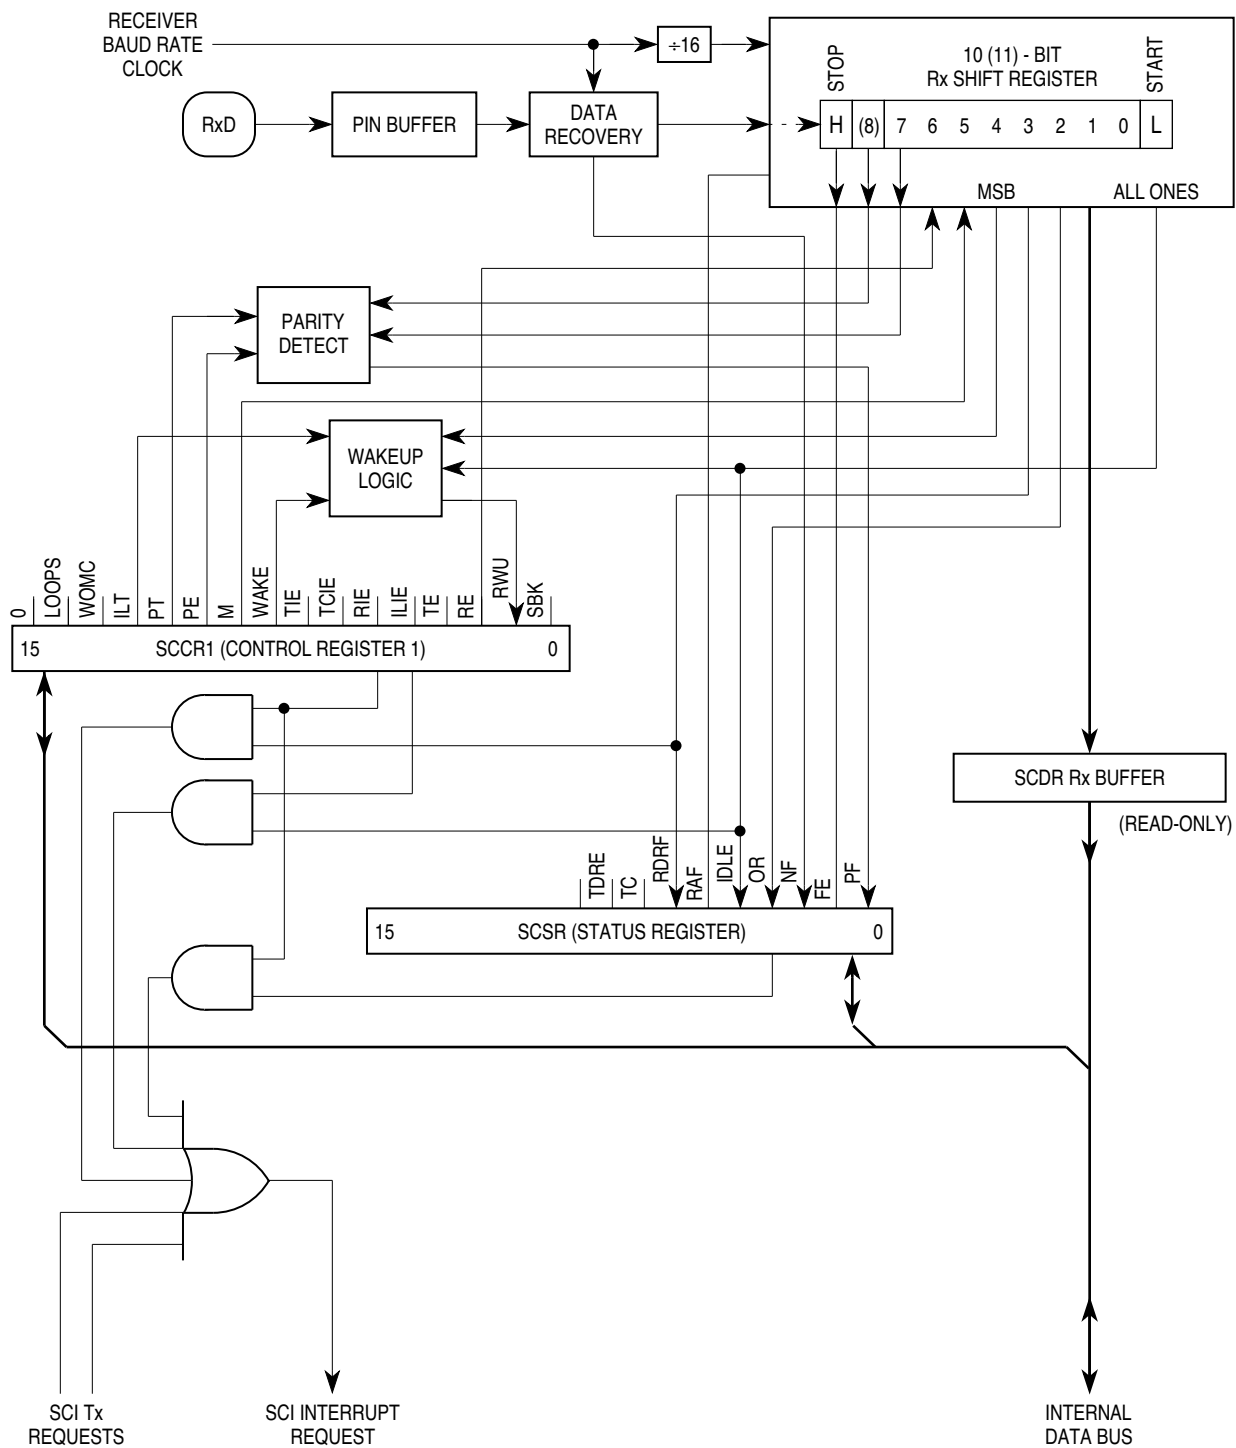 RECEIVER
BAUD RATE
CLOCK
÷16
10 (11) - BIT
Rx SHIFT REGISTER
STOP
START
RxD
PIN BUFFER
DATA
RECOVERY
H (8) 7 6 5 4 3 2 1 0 L
MSB
ALL ONES
PARITY
DETECT
WAKEUP
LOGIC
0
LOOPS
WOMC
ILT
PT
PE
M
WAKE
TIE
TCIE
RIE
ILIE
TE
RE
RWU
SBK
15 SCCR1 (CONTROL REGISTER 1) 0
SCDR Rx BUFFER
(READ-ONLY)
TDRE
TC
RDRF
RAF
IDLE
OR
NF
FE
PF
15 SCSR (STATUS REGISTER) 0
SCI Tx
REQUESTS
SCI INTERRUPT
REQUEST
INTERNAL
DATA BUS